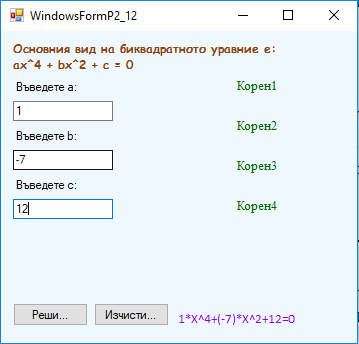 WindowsFormP2_12
Основния вид на биквадратното уравние е:
ax^4 + bx^2 + c = 0
Въведете a:
Корен1
1
Корен2
Въведете b:
-7
Корен3
Въведете c:
12
Корен4
Реши...
Изчисти...
1*X^4+(-7)*X^2+12=0